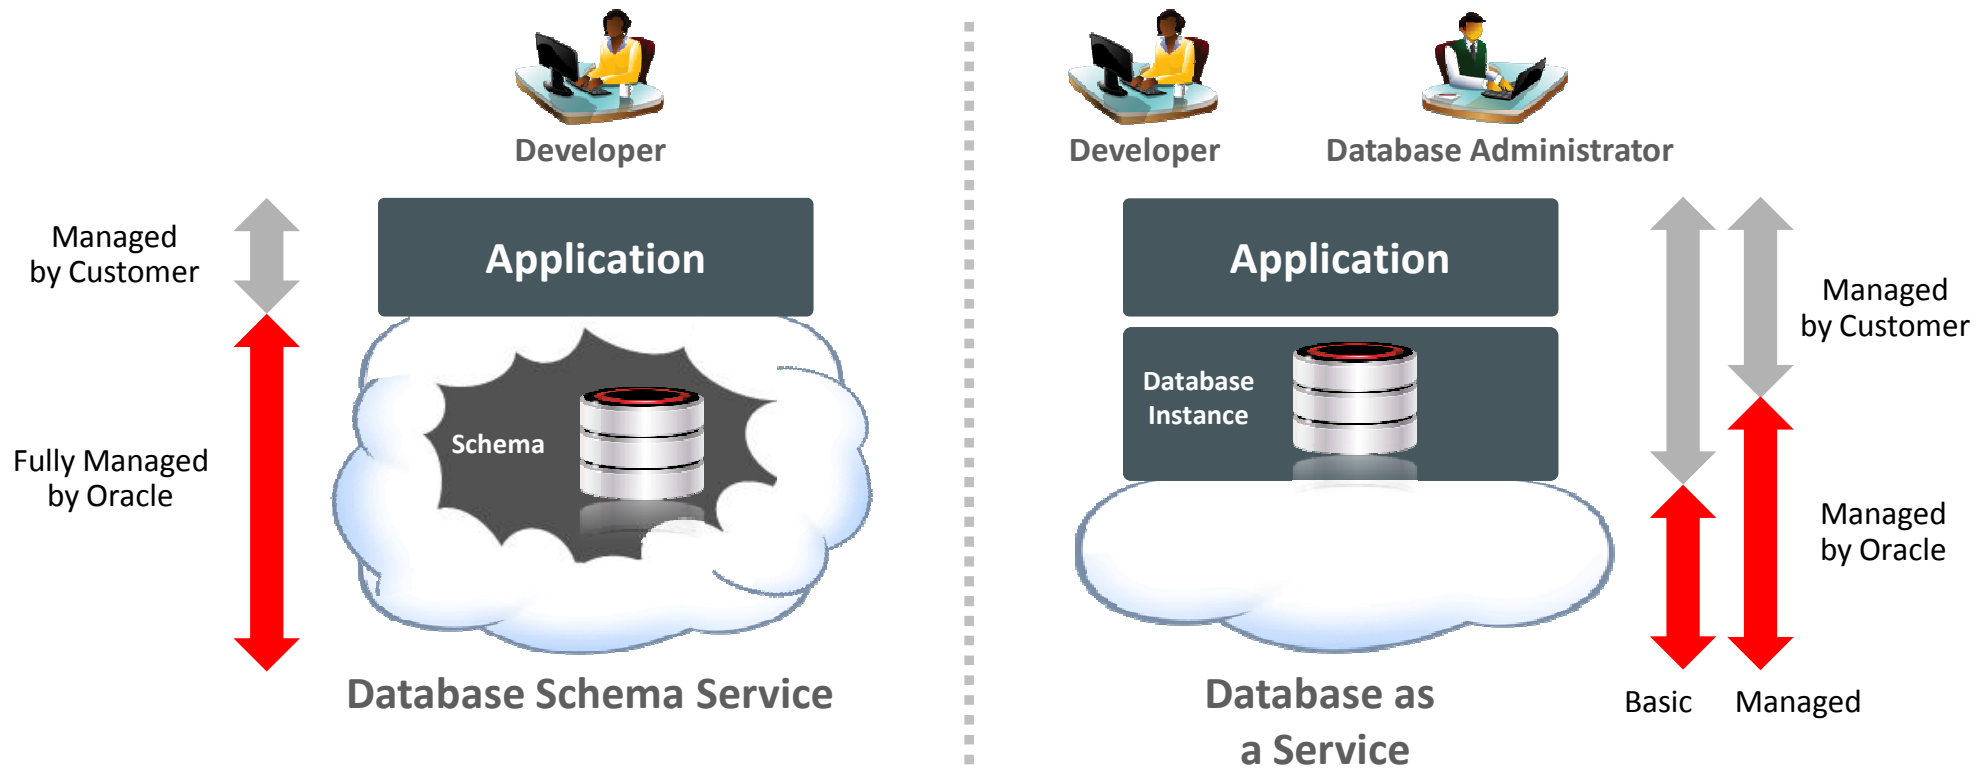 Developer
Managed
by Customer
Application
Schema
Fully Managed
by Oracle
Database Schema Service
Developer
Database Administrator
Application
Database
Instance
Managed
by Customer
Managed
by Oracle
Basic
Managed
Database as
a Service